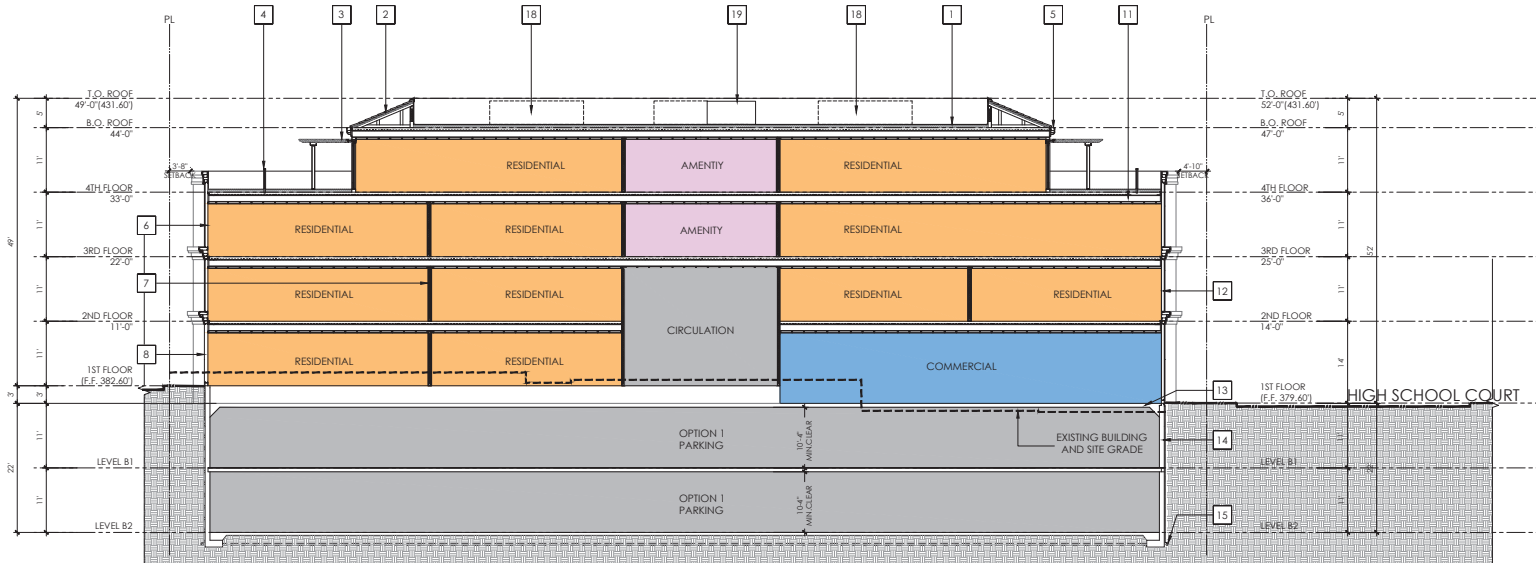 4
3
2
18
19
18
1
5
11
PL
PL
T.O. ROOF
49'-0"(431.60')
T.O. ROOF
52'-0"(431.60')
5'
5'
B.O. ROOF
44'-0"
B.O. ROOF
47'-0"
11'
3'-8"
SETBACK
RESIDENTIAL
AMENTIY
RESIDENTIAL
4'-10"
SETBACK
11'
4TH FLOOR
33'-0"
4TH FLOOR
36'-0"
6
11'
RESIDENTIAL
RESIDENTIAL
AMENITY
RESIDENTIAL
11'
49'
52'
3RD FLOOR
22'-0"
3RD FLOOR
25'-0"
7
11'
RESIDENTIAL
RESIDENTIAL
RESIDENTIAL
RESIDENTIAL
12
11'
2ND FLOOR
11'-0"
2ND FLOOR
14'-0"
CIRCULATION
8
11'
RESIDENTIAL
RESIDENTIAL
COMMERCIAL
14'
1ST FLOOR
(F.F. 382.60')
13
1ST FLOOR
(F.F. 379.60')
HIGH SCHOOL COURT
3'
3'
11'
OPTION 1
PARKING
10'-4"
MIN.CLEAR
EXISTING BUILDING
AND SITE GRADE
14
11'
LEVEL B1
LEVEL B1
22'
22'
11'
OPTION 1
PARKING
10-4"
MIN.CLEAR
15
11'
LEVEL B2
LEVEL B2